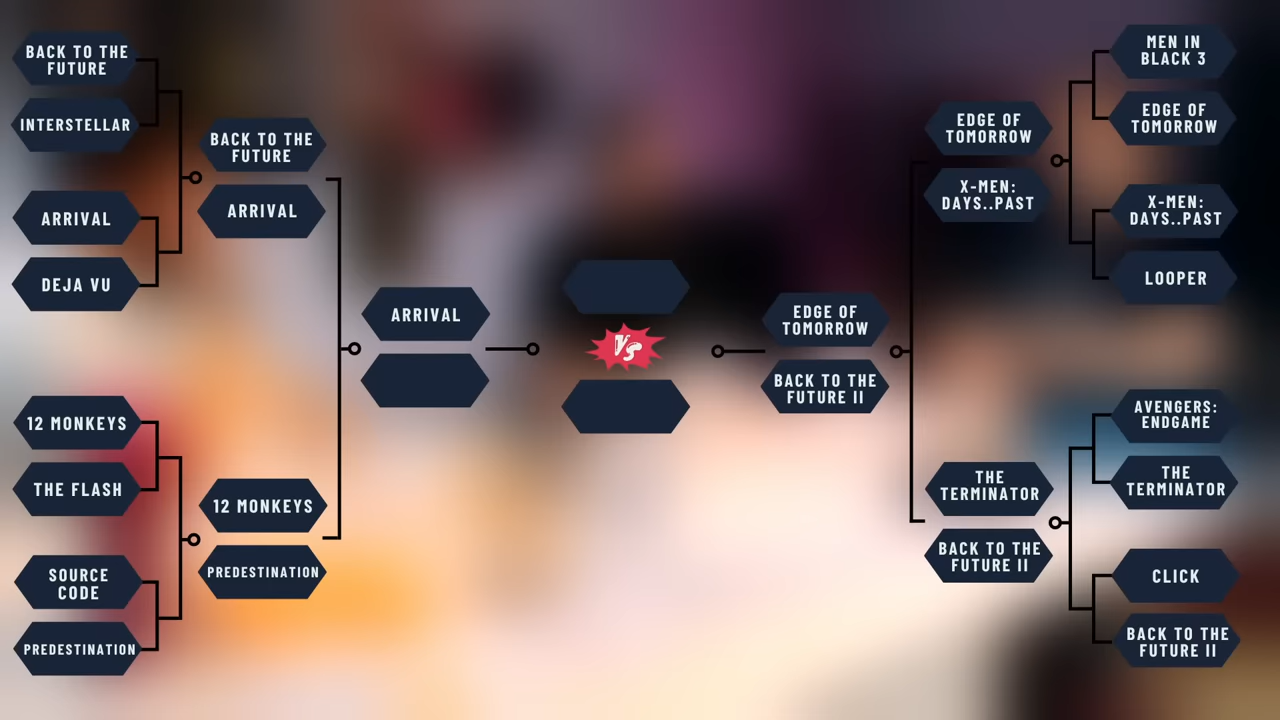 BACK TO THE
FUTURE
INTERSTELLAR
ARRIVAL
DEJA VU
12 MONKEYS
THE FLASH
SOURCE
CODE
PREDESTINATION
BACK TO THE
FUTURE
ARRIVAL
12 MONKEYS
PREDESTINATION
ARRIVAL
VS
EDGE OF
TOMORROW
BACK TO THE
FUTURE II
EDGE OF
TOMORROW
X-MEN:
DAYS..PAST
THE
TERMINATOR
BACK TO THE
FUTURE II
MEN IN
BLACK 3
EDGE OF
TOMORROW
X-MEN:
DAYS..PAST
LOOPER
AVENGERS:
ENDGAME
THE
TERMINATOR
CLICK
BACK TO THE
FUTURE II